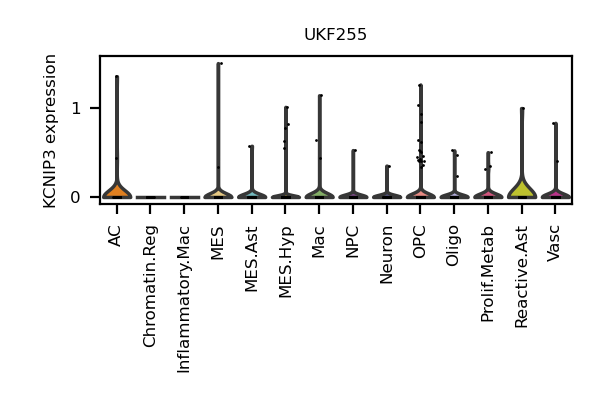 UKF255
KCNIP3 expression
1
0
AC
Chromatin.Reg
Inflammatory.Mac
MES
MES.Ast
MES.Hyp
Mac
NPC
Neuron
OPC
Oligo
Prolif.Metab
Reactive.Ast
Vasc